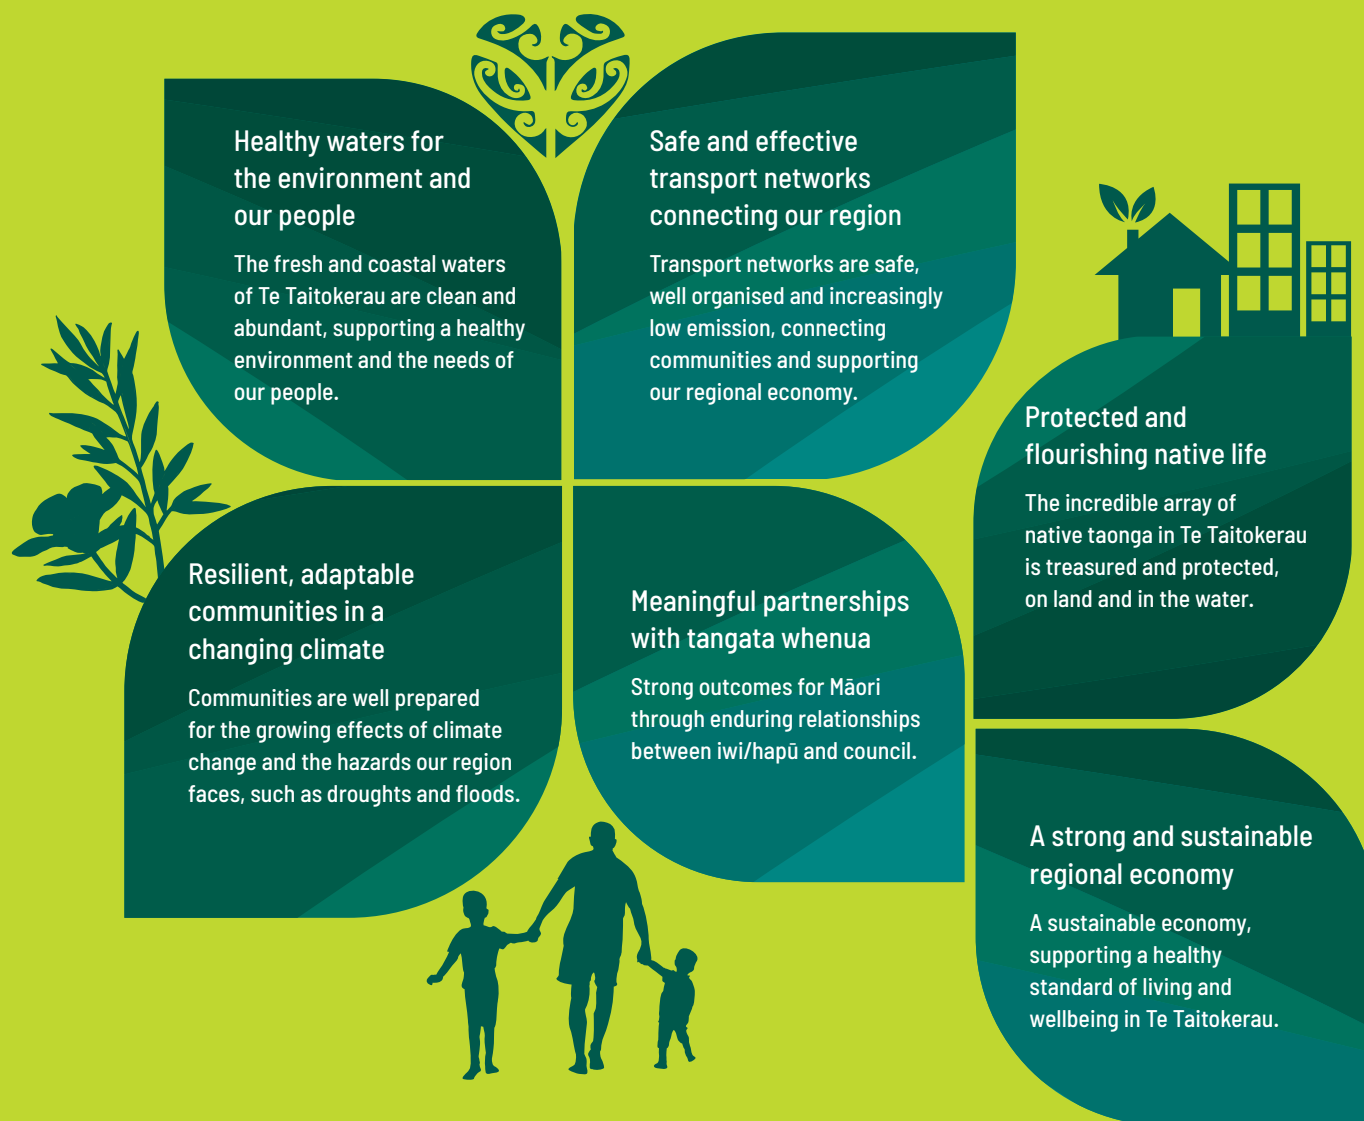 Healthy waters for
the environment and
our people
The fresh and coastal waters
of Te Taitokerau are clean and
abundant, supporting a healthy
environment and the needs of
our people.
Safe and effective
transport networks
connecting our region
Transport networks are safe,
well organised and increasingly
low emission, connecting
communities and supporting
our regional economy.
Protected and
flourishing native life
The incredible array of
native taonga in Te Taitokerau
is treasured and protected,
on land and in the water.
Resilient, adaptable
communities in a
changing climate
Communities are well prepared
for the growing effects of climate
change and the hazards our region
faces, such as droughts and floods.
Meaningful partnerships
with tangata whenua
Strong outcomes for Māori
through enduring relationships
between iwi/hapū and council.
A strong and sustainable
regional economy
A sustainable economy,
supporting a healthy
standard of living and
wellbeing in Te Taitokerau.